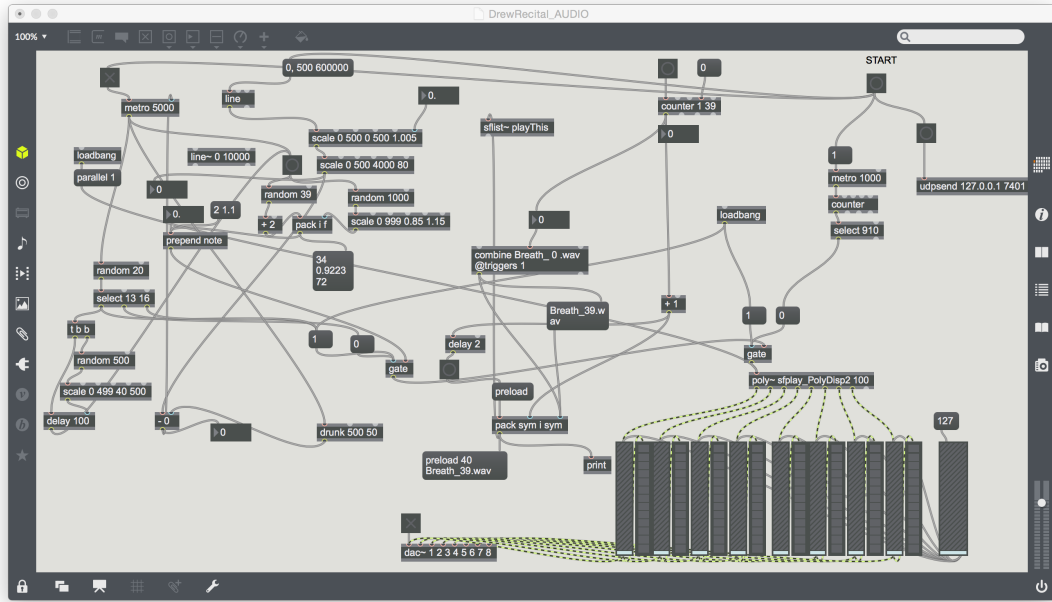 DrewRecital_AUDIO
100% ▼
START
0, 500 600000
0
metro 5000
line
0.
counter 1 39
sflist~ playThis
0
scale 0 500 0 500 1.005
loadbang
line~ 0 10000
1
scale 0 500 4000 80
parallel 1
metro 1000
udpsend 127.0.0.1 7401
0
random 39
random 1000
counter
0.
2 1.1
+ 2
pack i f
scale 0 999 0.85 1.15
0
loadbang
select 910
prepend note
combine Breath_ 0 .wav
@triggers 1
34
0.9223
72
random 20
select 13 16
Breath_39.w
av
+ 1
1
0
t b b
1
0
delay 2
gate
random 500
gate
poly~ sfplay_PolyDisp2 100
scale 0 499 40 500
preload
delay 100
- 0
0
drunk 500 50
pack sym i sym
127
preload 40
Breath_39.wav
print
dac~ 1 2 3 4 5 6 7 8